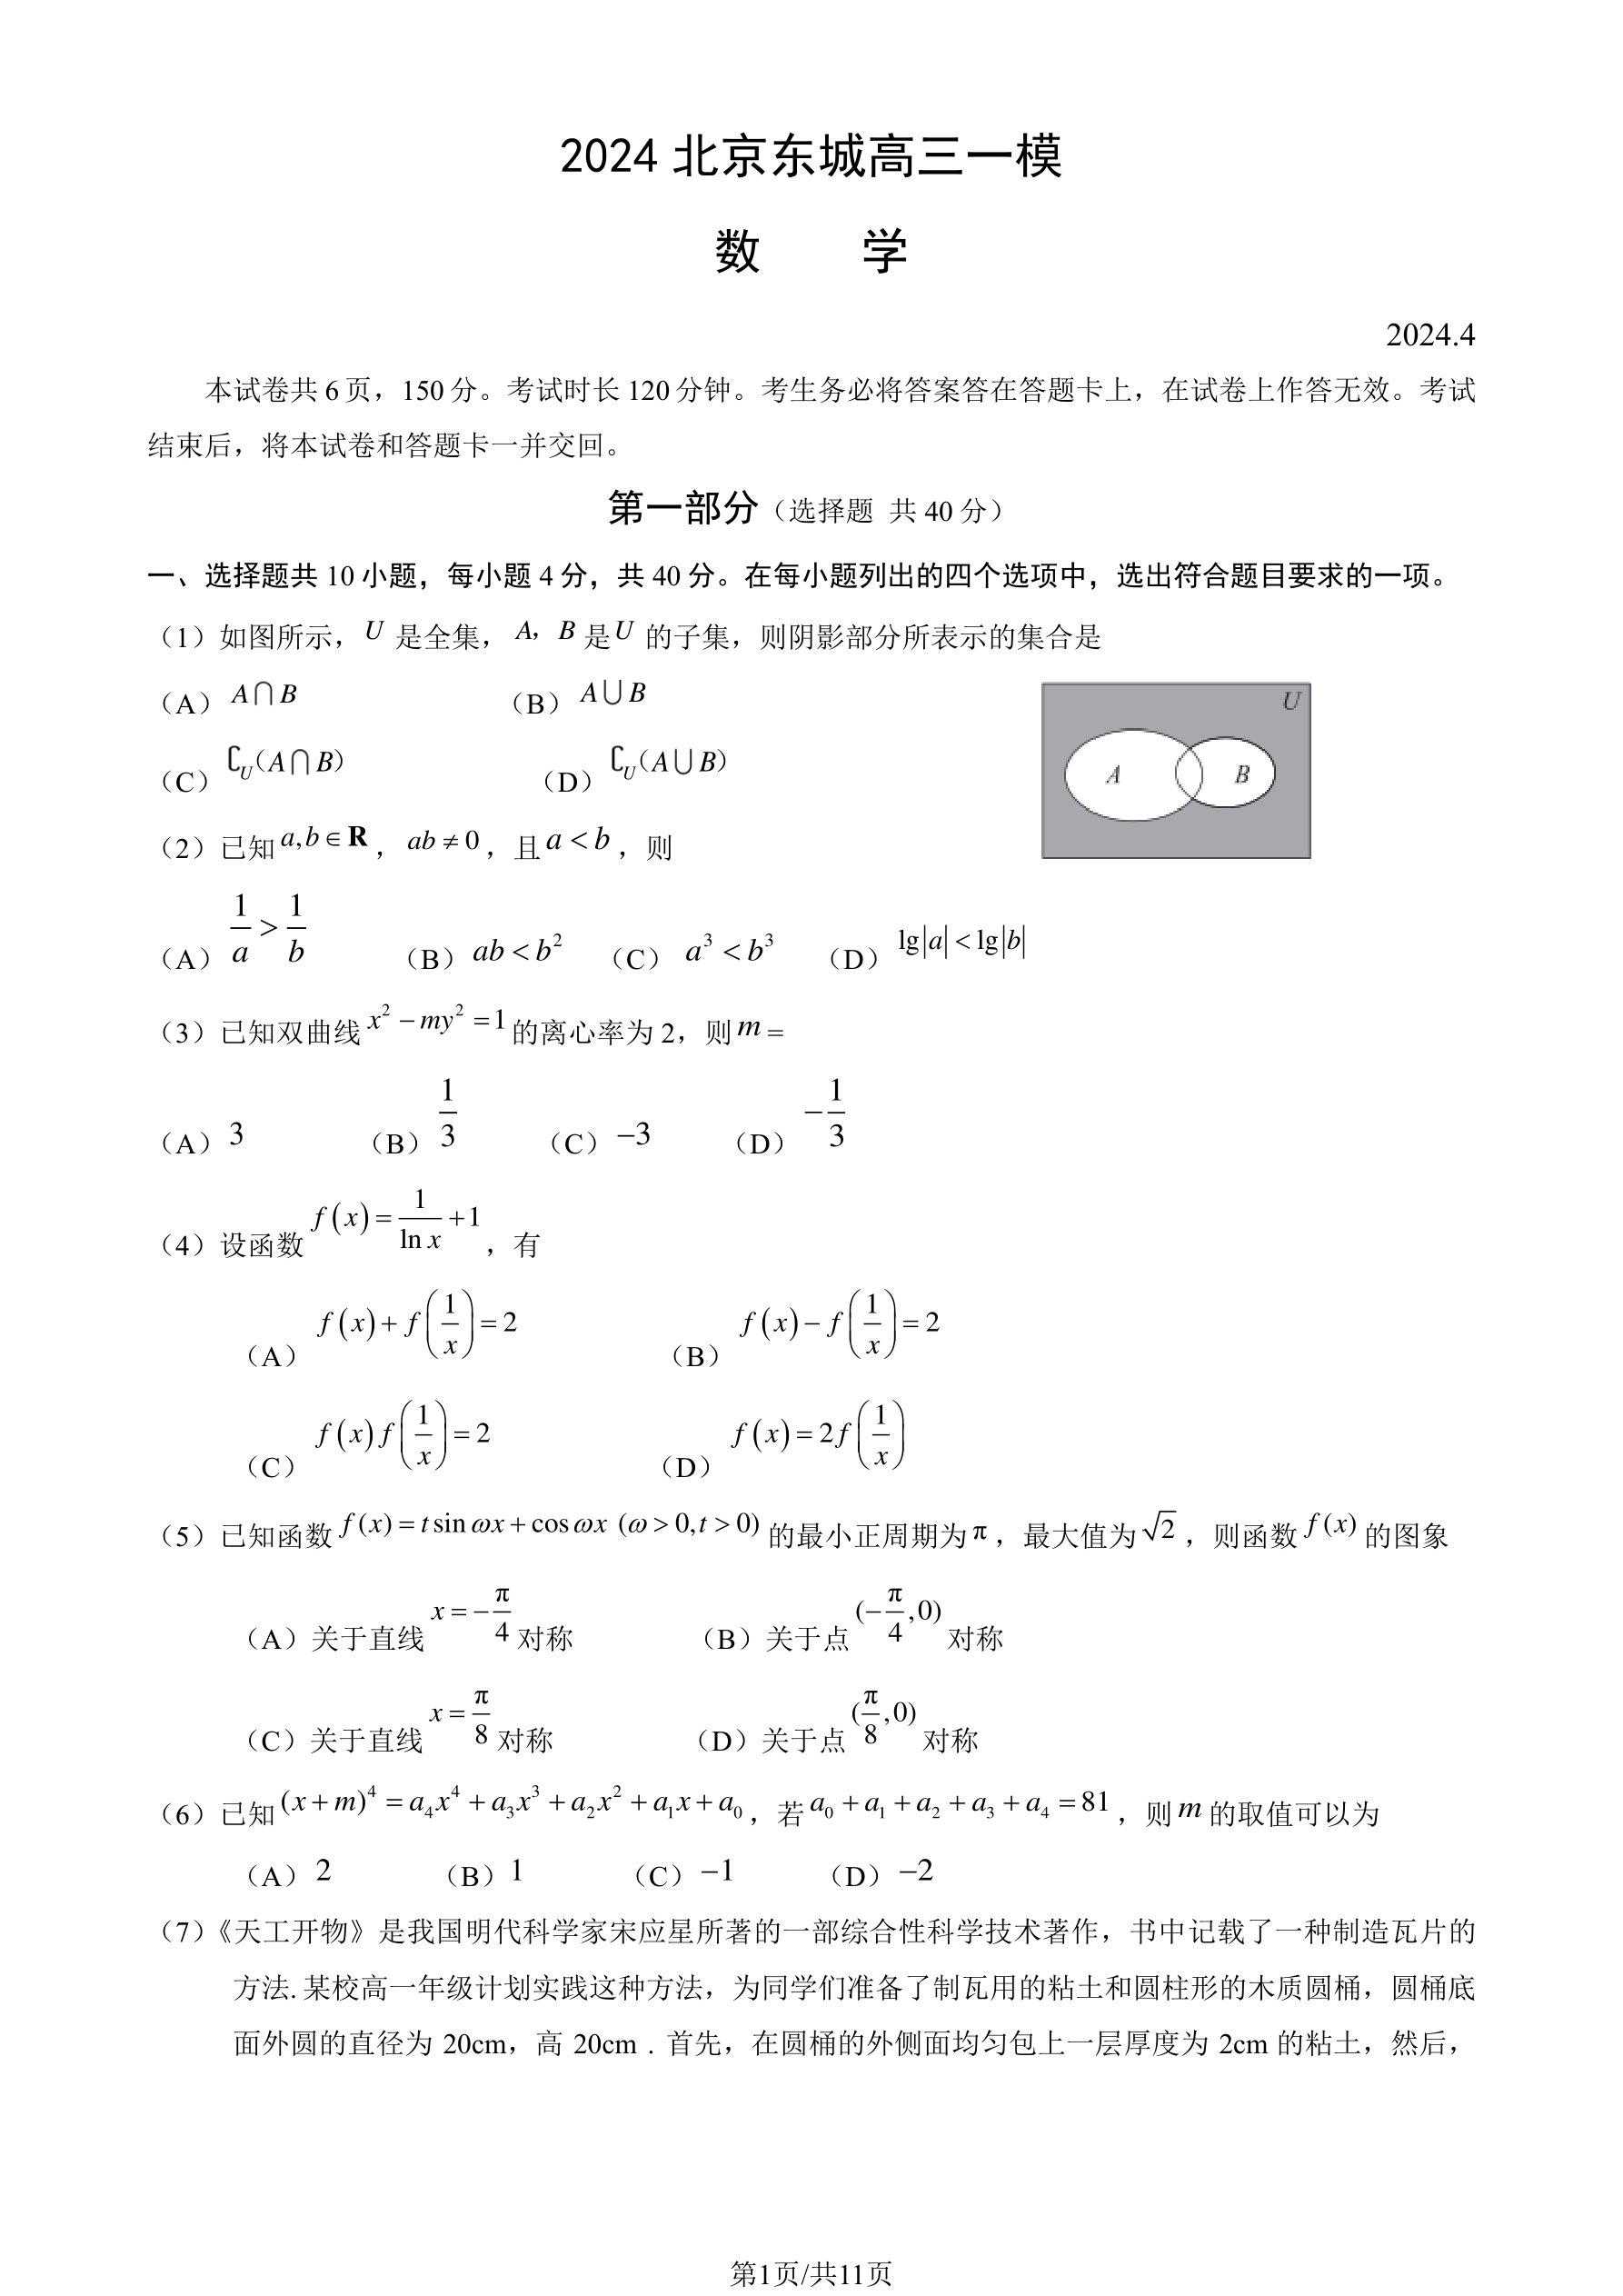 2024 北京东城高三一模
数 学
2024.4
本试卷共 6 页，150 分。考试时长 120 分钟。考生务必将答案答在答题卡上，在试卷上作答无效。考试
结束后，将本试卷和答题卡一并交回。
第一部分（选择题 共 40 分）
一、选择题共 10 小题，每小题 4 分，共 40 分。在每小题列出的四个选项中，选出符合题目要求的一项。
（1）如图所示，U 是全集，A，B 是 U 的子集，则阴影部分所表示的集合是
（A）A⋂B （B）A⋃B
（C）∁_U(A⋂B) （D）∁_U(A⋃B)
U
A B
（2）已知 a,b∈R，ab≠0，且 a<b，则
（A）1/a > 1/b （B）ab<b² （C）a³<b³ （D）lg|a|<lg|b|
（3）已知双曲线 x²−my²=1 的离心率为 2，则 m=
（A）3 （B）1/3 （C）−3 （D）−1/3
（4）设函数 f(x)=1/(ln x)+1，有
（A）f(x)+f(1/x)=2 （B）f(x)−f(1/x)=2
（C）f(x)f(1/x)=2 （D）f(x)=2f(1/x)
（5）已知函数 f(x)=t sin ωx+cos ωx (ω>0,t>0) 的最小正周期为 π，最大值为 √2，则函数 f(x) 的图象
（A）关于直线 x=−π/4 对称 （B）关于点 (−π/4,0) 对称
（C）关于直线 x=π/8 对称 （D）关于点 (π/8,0) 对称
（6）已知 (x+m)⁴=a₄x⁴+a₃x³+a₂x²+a₁x+a₀，若 a₀+a₁+a₂+a₃+a₄=81，则 m 的取值可以为
（A）2 （B）1 （C）−1 （D）−2
（7）《天工开物》是我国明代科学家宋应星所著的一部综合性科学技术著作，书中记载了一种制造瓦片的
方法. 某校高一年级计划实践这种方法，为同学们准备了制瓦用的粘土和圆柱形的木质圆桶，圆桶底
面外圆的直径为 20cm，高 20cm . 首先，在圆桶的外侧面均匀包上一层厚度为 2cm 的粘土，然后，
第1页/共11页